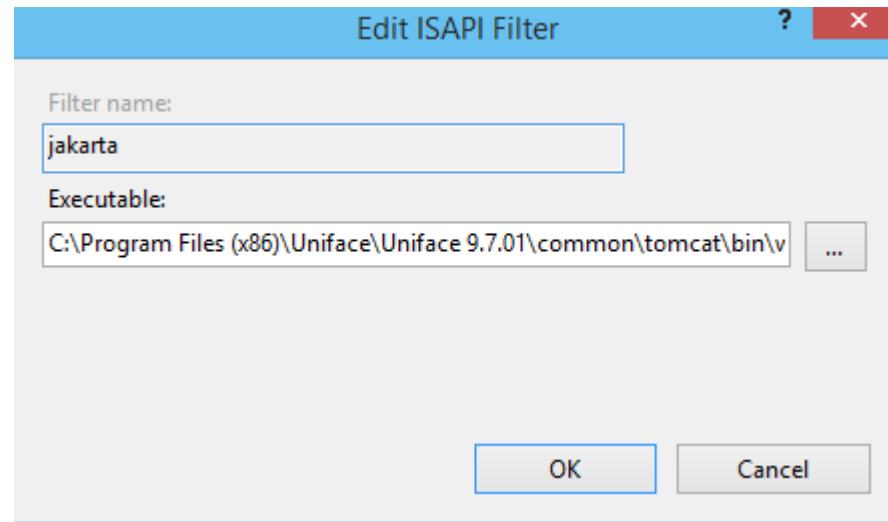 Edit ISAPI Filter ? ×
Filter name:
jakarta
Executable:
C:\Program Files (x86)\Uniface\Uniface 9.7.01\common\tomcat\bin\v ...
OK Cancel